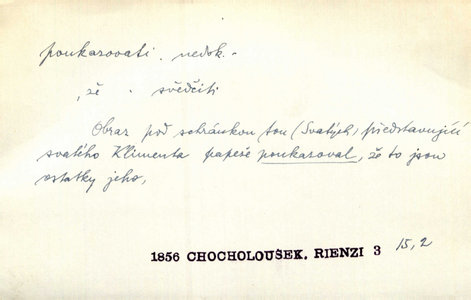 poukazovati. nedok.
, že . svědčiti
Obraz pod schránkou tou (Svatých) představující
svatého Klimenta papeže poukazoval, že to jsou
ostatky jeho,
1856 CHOCHOLOUŠEK, RIENZI 3 15,2